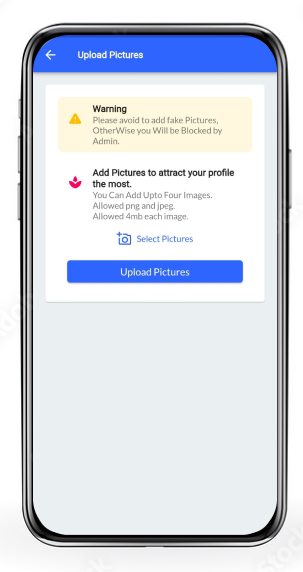 Upload Pictures
Warning
Please avoid to add fake Pictures,
OtherWise you Will be Blocked by
Admin.
Add Pictures to attract your profile
the most.
You Can Add Upto Four Images.
Allowed png and jpeg.
Allowed 4mb each image.
Select Pictures
Upload Pictures